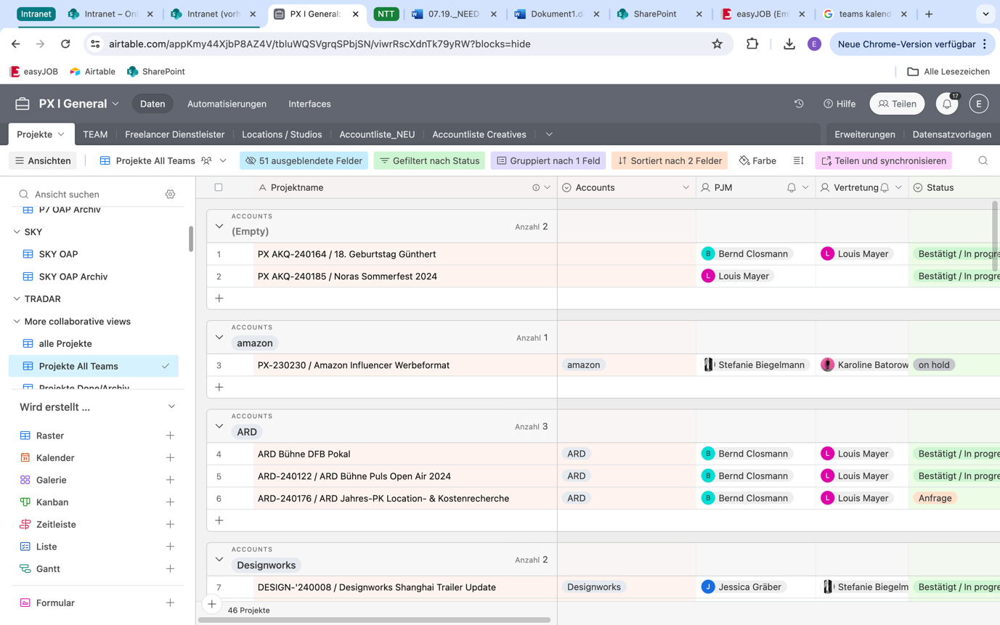 Intranet
Intranet – Onl
Intranet (vorh
PX I General:
NTT
07.19._NEED
Dokument1.d
SharePoint
easyJOB (Em
teams kalend
airtable.com/appKmy44XjbP8AZ4V/tbluWQSVgrqSPbjSN/viwrRscXdnTk79yRW?blocks=hide
E
Neue Chrome-Version verfügbar
easyJOB
Airtable
SharePoint
Alle Lesezeichen
PX I General
Daten
Automatisierungen
Interfaces
Hilfe
Teilen
17
E
Projekte
TEAM
Freelancer Dienstleister
Locations / Studios
Accountliste_NEU
Accountliste Creatives
Erweiterungen
Datensatzvorlagen
Ansichten
Projekte All Teams
51 ausgeblendete Felder
Gefiltert nach Status
Gruppiert nach 1 Feld
Sortiert nach 2 Felder
Farbe
Teilen und synchronisieren
Ansicht suchen
P7 OAP Archiv
SKY
SKY OAP
SKY OAP Archiv
TRADAR
More collaborative views
alle Projekte
Projekte All Teams
Projekte Done/Archiv
Wird erstellt ...
Raster
Kalender
Galerie
Kanban
Zeitleiste
Liste
Gantt
Formular
Projektname
Accounts
PJM
Vertretung
Status
ACCOUNTS
(Empty)
Anzahl 2
1 PX AKQ-240164 / 18. Geburtstag Günthert B Bernd Closmann L Louis Mayer Bestätigt / In progre
2 PX AKQ-240185 / Noras Sommerfest 2024 L Louis Mayer Bestätigt / In progre
ACCOUNTS
amazon
Anzahl 1
3 PX-230230 / Amazon Influencer Werbeformat amazon Stefanie Biegelmann Karoline Batorow on hold
ACCOUNTS
ARD
Anzahl 3
4 ARD Bühne DFB Pokal ARD B Bernd Closmann L Louis Mayer Bestätigt / In progre
5 ARD-240122 / ARD Bühne Puls Open Air 2024 ARD B Bernd Closmann L Louis Mayer Bestätigt / In progre
6 ARD-240176 / ARD Jahres-PK Location- & Kostenrecherche ARD B Bernd Closmann L Louis Mayer Anfrage
ACCOUNTS
Designworks
Anzahl 2
7 DESIGN-'240008 / Designworks Shanghai Trailer Update Designworks J Jessica Gräber Stefanie Biegelm Bestätigt / In progre
46 Projekte